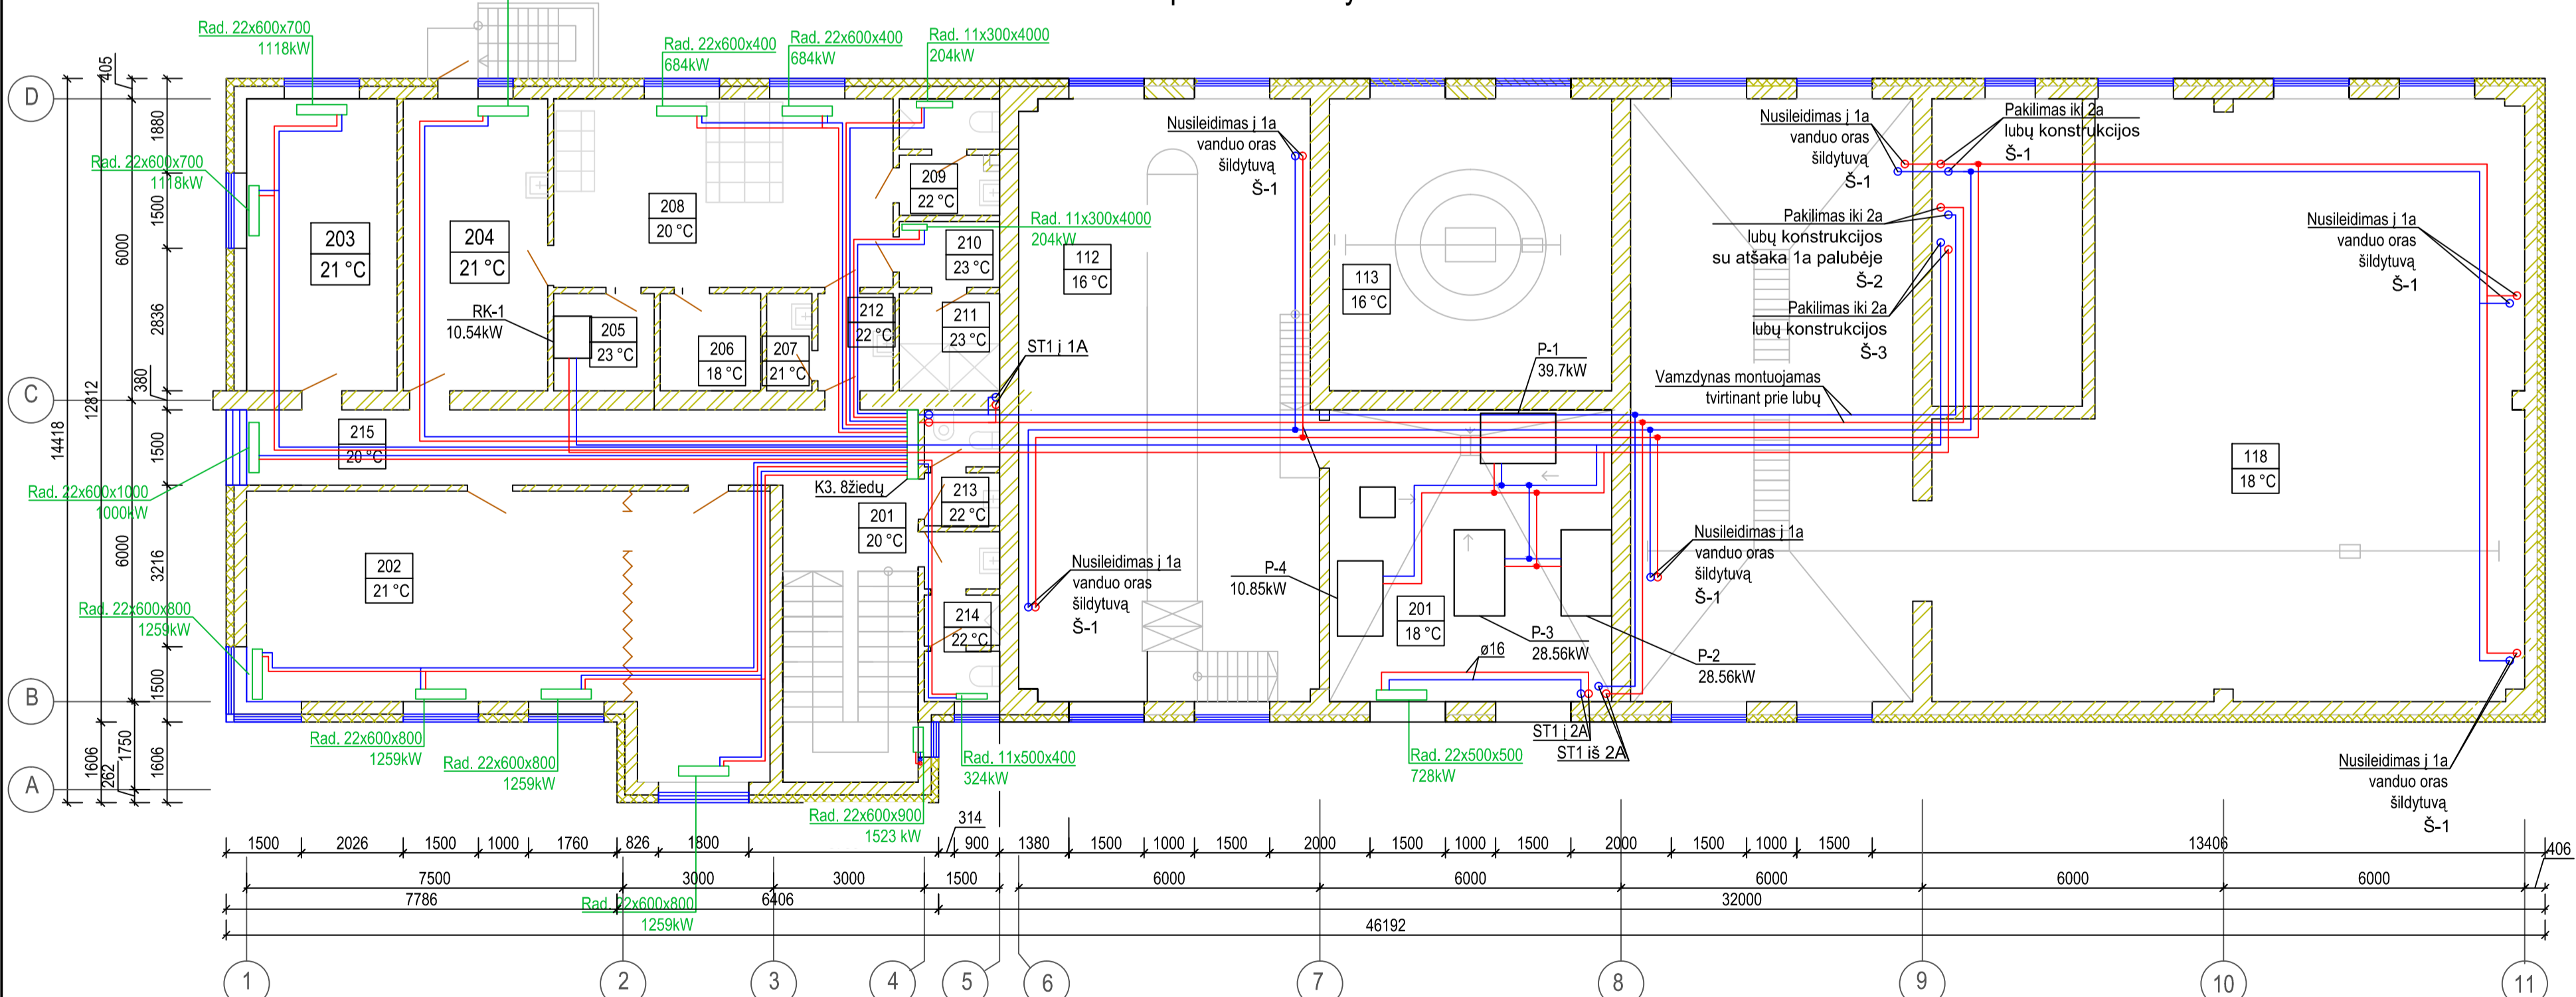 Rad. 22x600x700
1118kW
Rad. 22x600x400
684kW
Rad. 22x600x400
684kW
Rad. 11x300x4000
204kW
Rad. 22x600x700
1118kW
Rad. 11x300x4000
204kW
Rad. 22x600x1000
1000kW
Rad. 22x600x800
1259kW
Rad. 22x600x800
1259kW
Rad. 22x600x800
1259kW
Rad. 22x600x800
1259kW
Rad. 22x600x900
1523 kW
Rad. 11x500x400
324kW
Rad. 22x500x500
728kW
203
21 °C
204
21 °C
208
20 °C
209
22 °C
210
23 °C
211
23 °C
212
22 °C
205
23 °C
206
18 °C
207
21 °C
215
20 °C
202
21 °C
201
20 °C
213
22 °C
214
22 °C
112
16 °C
113
16 °C
201
18 °C
118
18 °C
RK-1
10.54kW
K3. 8žiedų
ST1 į 1A
Nusileidimas į 1a
vanduo oras
šildytuvą
Š-1
Nusileidimas į 1a
vanduo oras
šildytuvą
Š-1
Pakilimas iki 2a
lubų konstrukcijos
Š-1
Pakilimas iki 2a
lubų konstrukcijos
su atšaka 1a palubėje
Š-2
Pakilimas iki 2a
lubų konstrukcijos
Š-3
Nusileidimas į 1a
vanduo oras
šildytuvą
Š-1
Vamzdynas montuojamas
tvirtinant prie lubų
P-1
39.7kW
Nusileidimas į 1a
vanduo oras
šildytuvą
Š-1
Nusileidimas į 1a
vanduo oras
šildytuvą
Š-1
P-4
10.85kW
P-3
28.56kW
P-2
28.56kW
ø16
ST1 į 2A
ST1 iš 2A
Nusileidimas į 1a
vanduo oras
šildytuvą
Š-1
D
C
B
A
405
1880
1500
6000
2836
380
12812
14418
1500
6000
3216
1500
1750
1606
262
1606
314
1500
2026
1500
1000
1760
826
1800
900
1380
1500
1000
1500
2000
1500
1000
1500
2000
1500
1000
1500
13406
406
7500
3000
3000
1500
6000
6000
6000
6000
6000
7786
6406
32000
46192
1
2
3
4
5
6
7
8
9
10
11